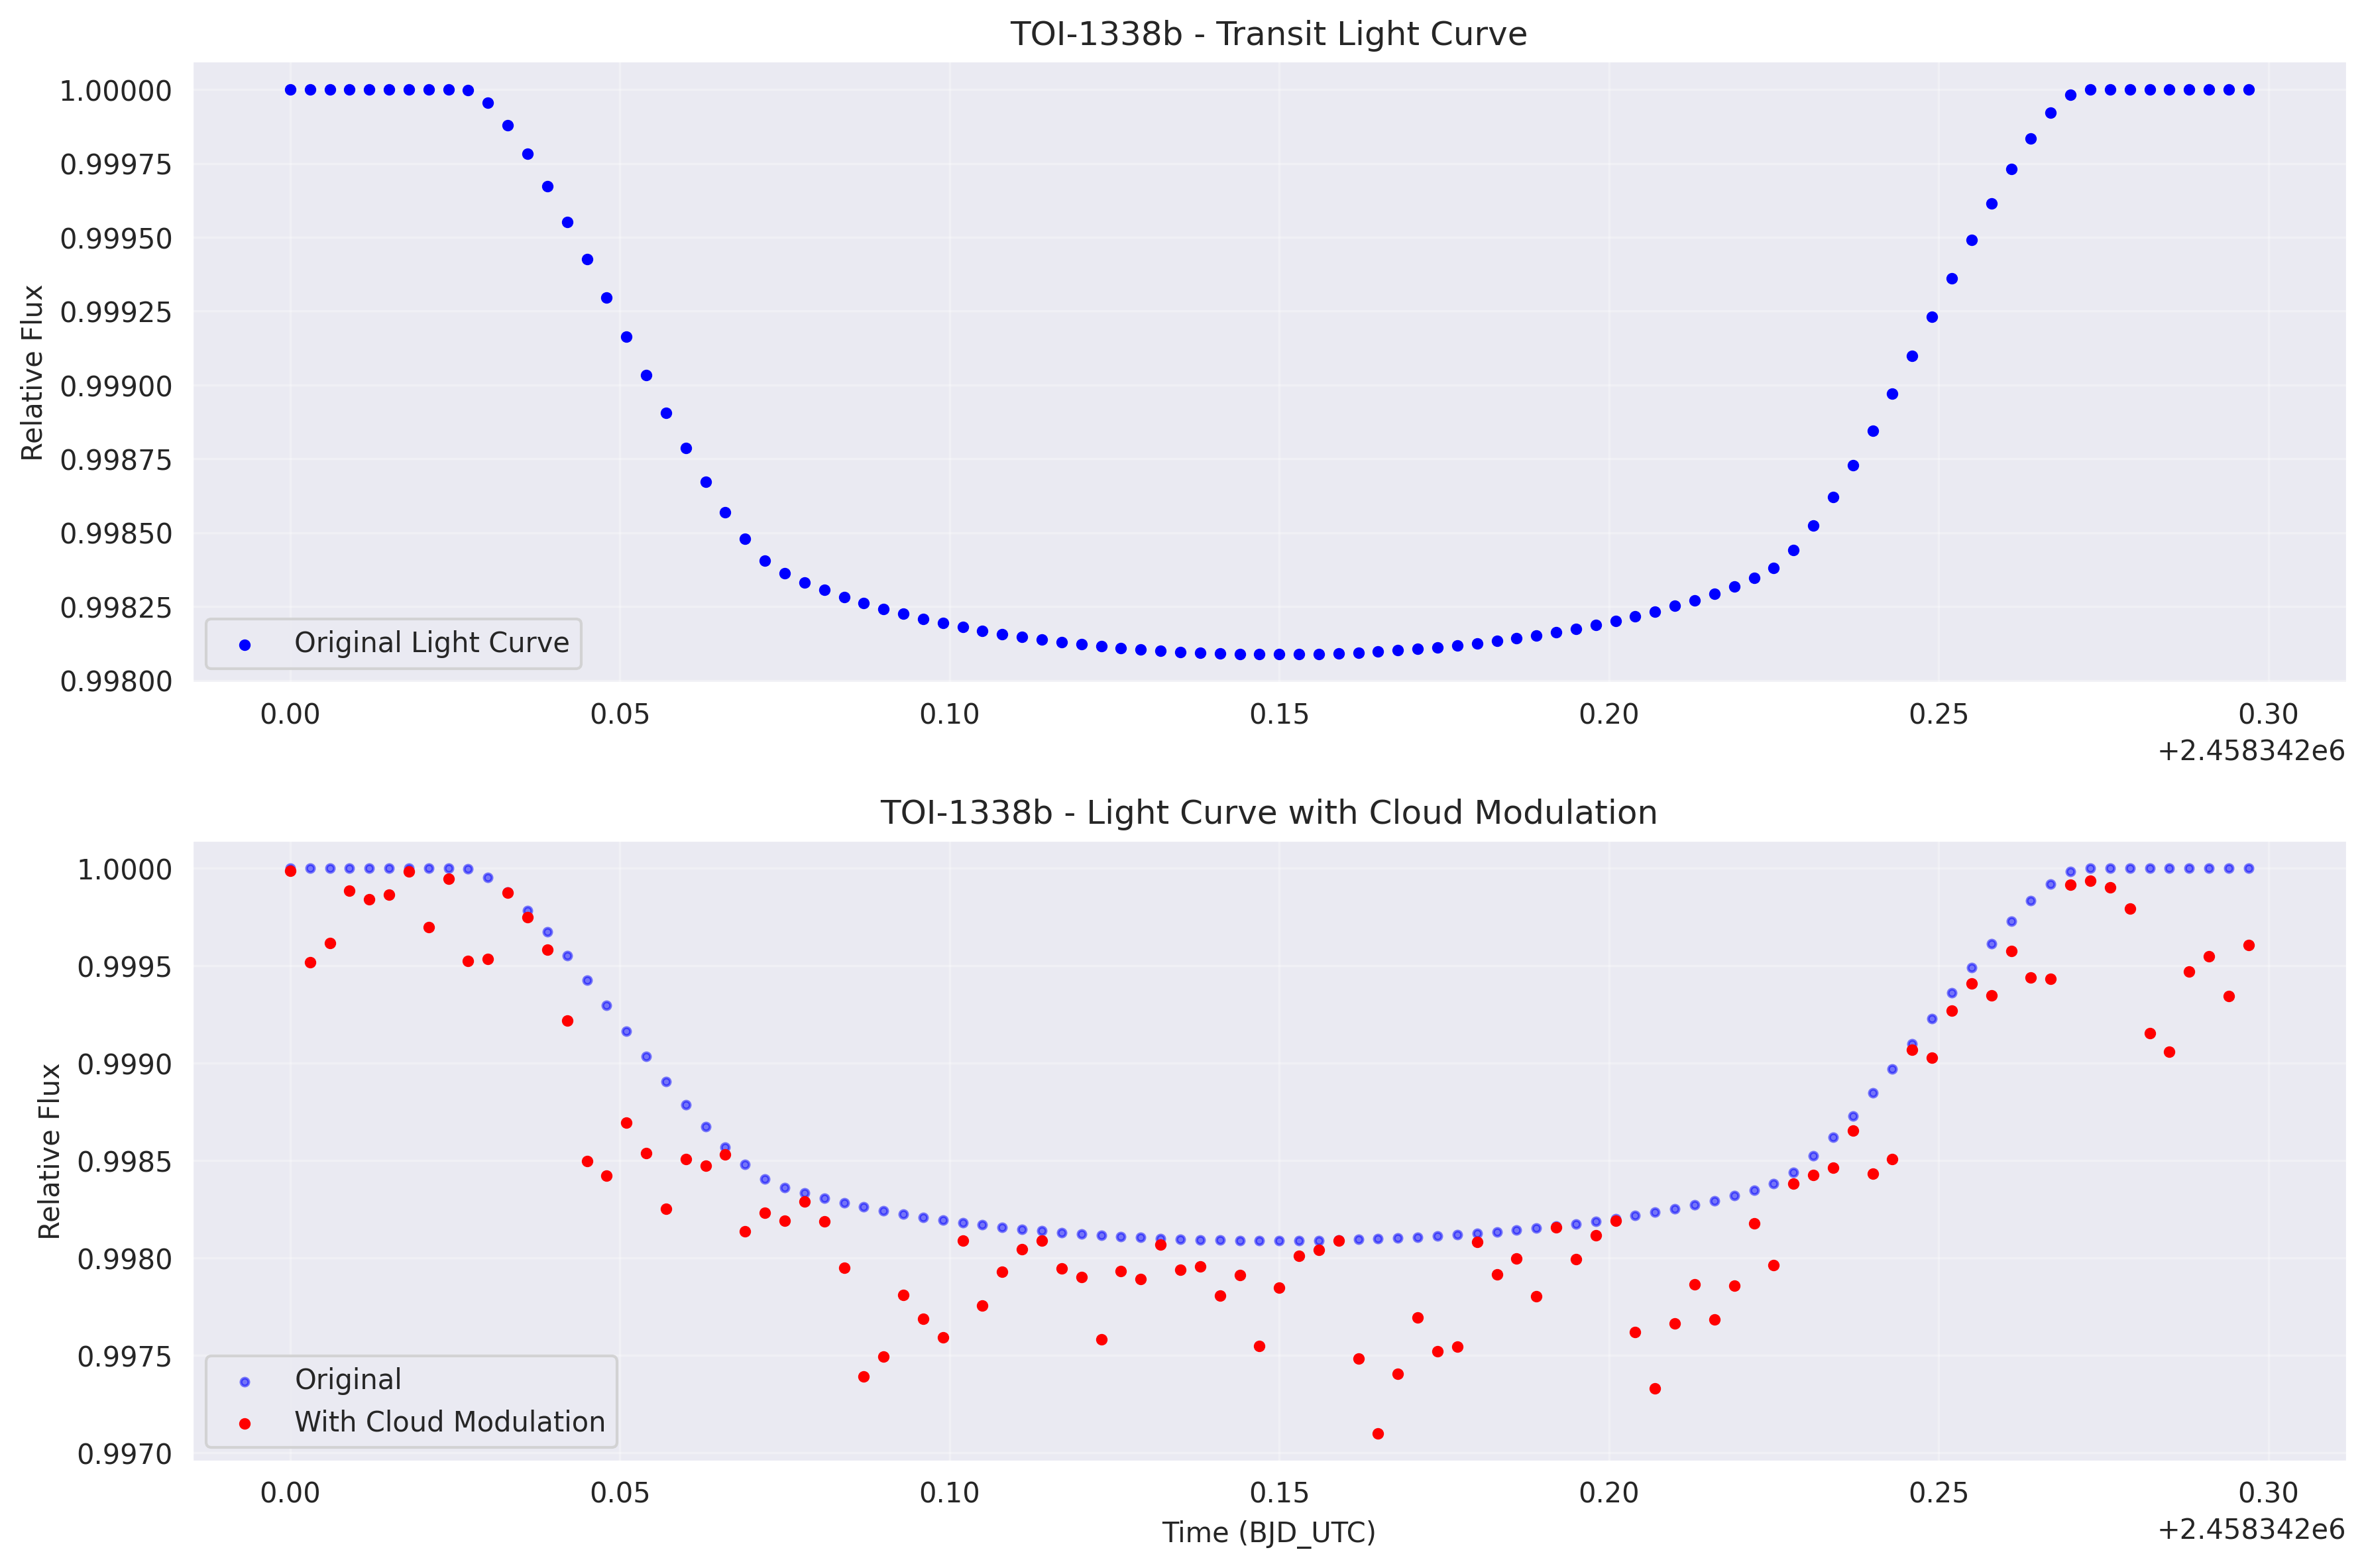 TOI-1338b - Transit Light Curve
Relative Flux
1.00000
0.99975
0.99950
0.99925
0.99900
0.99875
0.99850
0.99825
0.99800
Original Light Curve
0.00 0.05 0.10 0.15 0.20 0.25 0.30
+2.458342e6
TOI-1338b - Light Curve with Cloud Modulation
Relative Flux
1.0000
0.9995
0.9990
0.9985
0.9980
0.9975
0.9970
Original
With Cloud Modulation
0.00 0.05 0.10 0.15 0.20 0.25 0.30
Time (BJD_UTC)
+2.458342e6